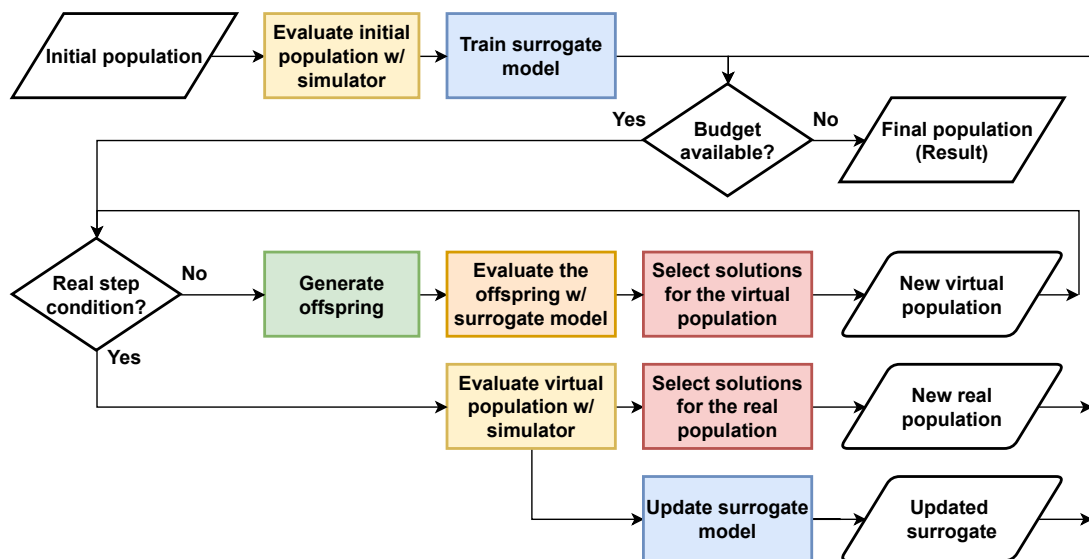 Initial population
Evaluate initial
population w/
simulator
Train surrogate
model
Yes
Budget
available?
No
Final population
(Result)
Real step
condition?
No
Generate
offspring
Evaluate the
offspring w/
surrogate model
Select solutions
for the virtual
population
New virtual
population
Yes
Evaluate virtual
population w/
simulator
Select solutions
for the real
population
New real
population
Update surrogate
model
Updated
surrogate